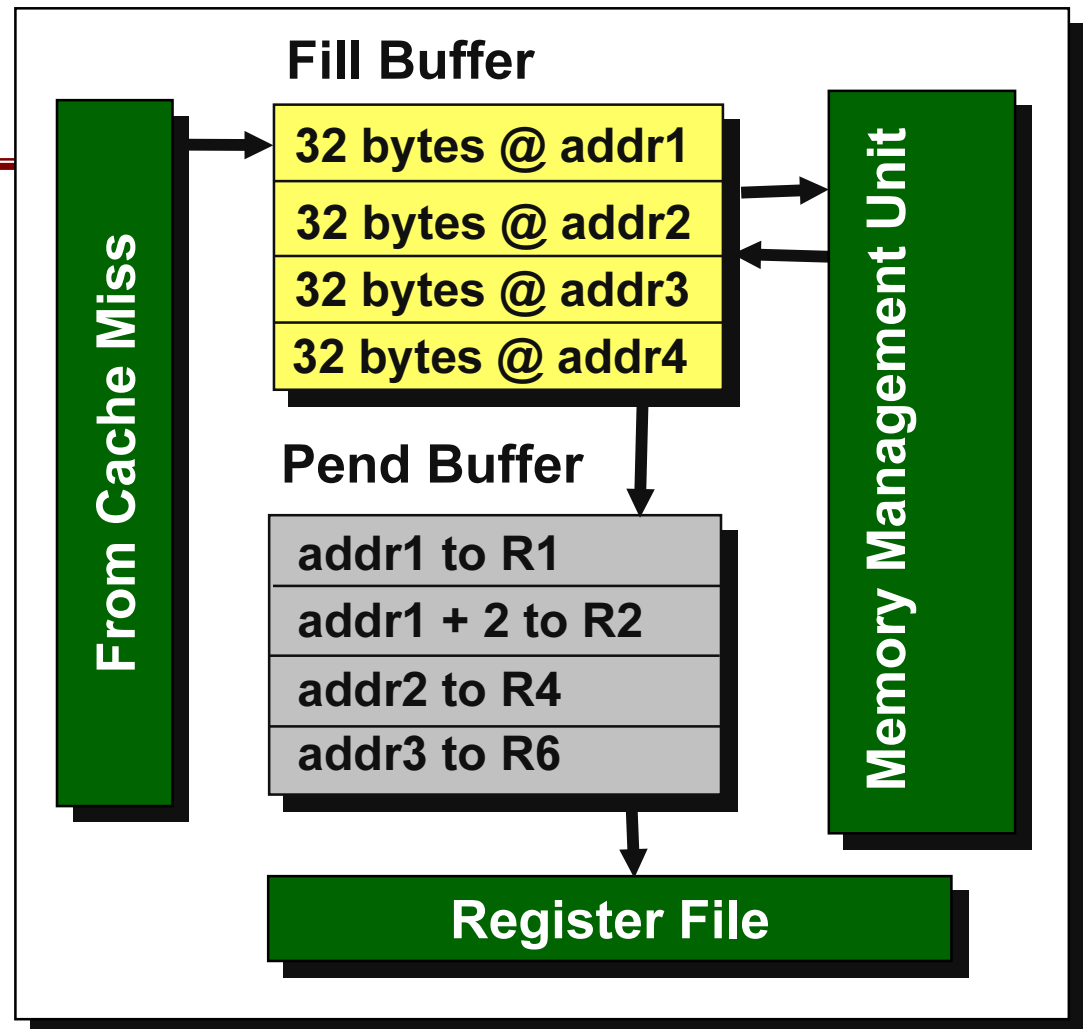 Fill Buffer
From Cache Miss
32 bytes @ addr1
32 bytes @ addr2
32 bytes @ addr3
32 bytes @ addr4
Memory Management Unit
Pend Buffer
addr1 to R1
addr1 + 2 to R2
addr2 to R4
addr3 to R6
Register File